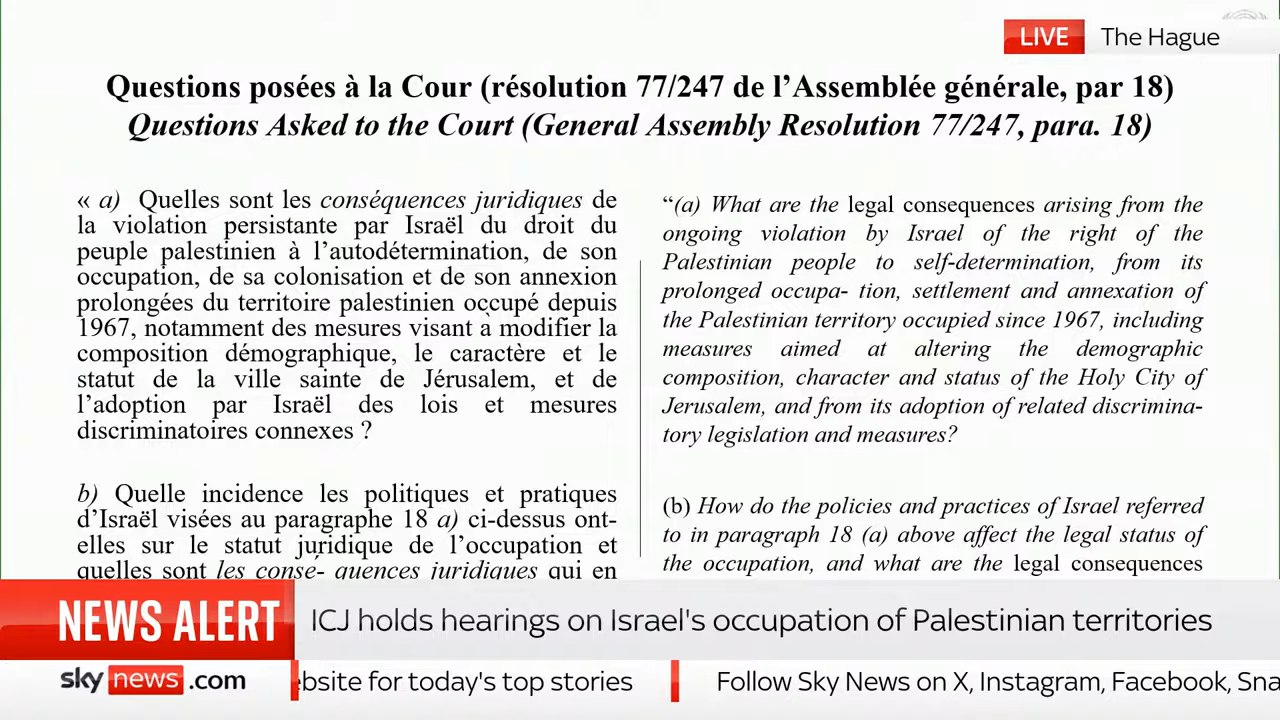 LIVE The Hague
Questions posées à la Cour (résolution 77/247 de l’Assemblée générale, par 18)
Questions Asked to the Court (General Assembly Resolution 77/247, para. 18)
« a) Quelles sont les conséquences juridiques de
la violation persistante par Israël du droit du
peuple palestinien à l’autodétermination, de son
occupation, de sa colonisation et de son annexion
prolongées du territoire palestinien occupé depuis
1967, notamment des mesures visant à modifier la
composition démographique, le caractère et le
statut de la ville sainte de Jérusalem, et de
l’adoption par Israël des lois et mesures
discriminatoires connexes ?
b) Quelle incidence les politiques et pratiques
d’Israël visées au paragraphe 18 a) ci-dessus ont-
elles sur le statut juridique de l’occupation et
quelles sont les consé- quences juridiques qui en
“(a) What are the legal consequences arising from the
ongoing violation by Israel of the right of the
Palestinian people to self-determination, from its
prolonged occupa- tion, settlement and annexation of
the Palestinian territory occupied since 1967, including
measures aimed at altering the demographic
composition, character and status of the Holy City of
Jerusalem, and from its adoption of related discrimina-
tory legislation and measures?
(b) How do the policies and practices of Israel referred
to in paragraph 18 (a) above affect the legal status of
the occupation, and what are the legal consequences
NEWS ALERT
ICJ holds hearings on Israel's occupation of Palestinian territories
sky news.com
ebsite for today's top stories
Follow Sky News on X, Instagram, Facebook, Sna